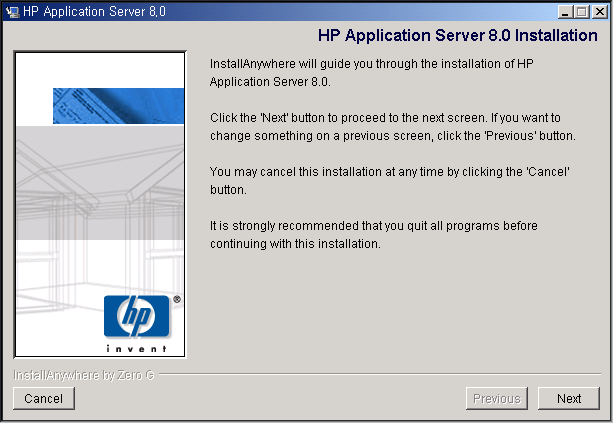 HP Application Server 8,0
HP Application Server 8.0 Installation
InstallAnywhere will guide you through the installation of HP
Application Server 8.0.
Click the 'Next' button to proceed to the next screen. If you want to
change something on a previous screen, click the 'Previous' button.
You may cancel this installation at any time by clicking the 'Cancel'
button.
It is strongly recommended that you quit all programs before
continuing with this installation.
hp
®
invent
InstallAnywhere by Zero G
Cancel
Previous
Next